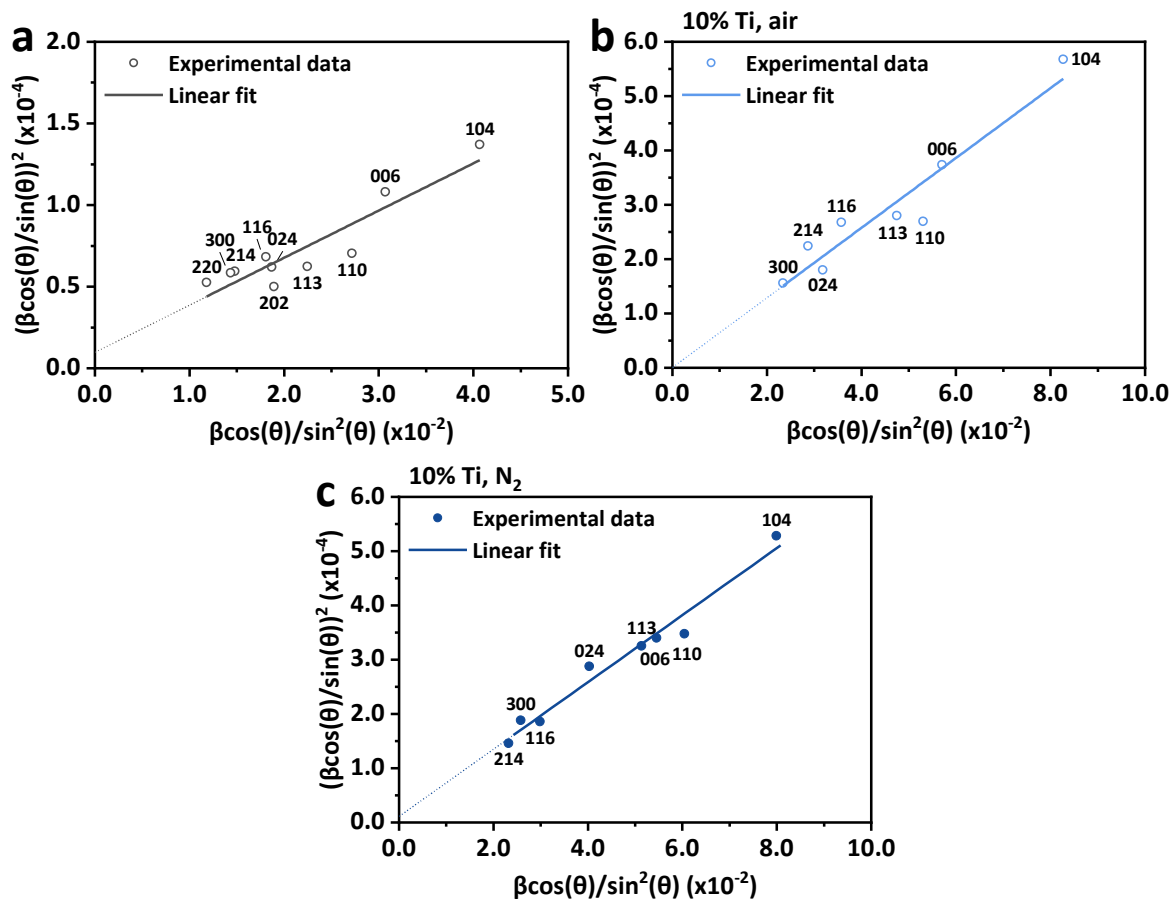 a
2.0
1.5
1.0
0.5
0.0
0.0 1.0 2.0 3.0 4.0 5.0
(βcos(θ)/sin(θ))² (x10⁻⁴)
βcos(θ)/sin²(θ) (x10⁻²)
Experimental data
Linear fit
104
006
116
300
024
220
214
202
113
110
b
10% Ti, air
6.0
5.0
4.0
3.0
2.0
1.0
0.0
0.0 2.0 4.0 6.0 8.0 10.0
(βcos(θ)/sin(θ))² (x10⁻⁴)
βcos(θ)/sin²(θ) (x10⁻²)
Experimental data
Linear fit
104
006
116
214
113
110
300
024
c
10% Ti, N₂
6.0
5.0
4.0
3.0
2.0
1.0
0.0
0.0 2.0 4.0 6.0 8.0 10.0
(βcos(θ)/sin(θ))² (x10⁻⁴)
βcos(θ)/sin²(θ) (x10⁻²)
Experimental data
Linear fit
104
113
024
006
110
300
116
214